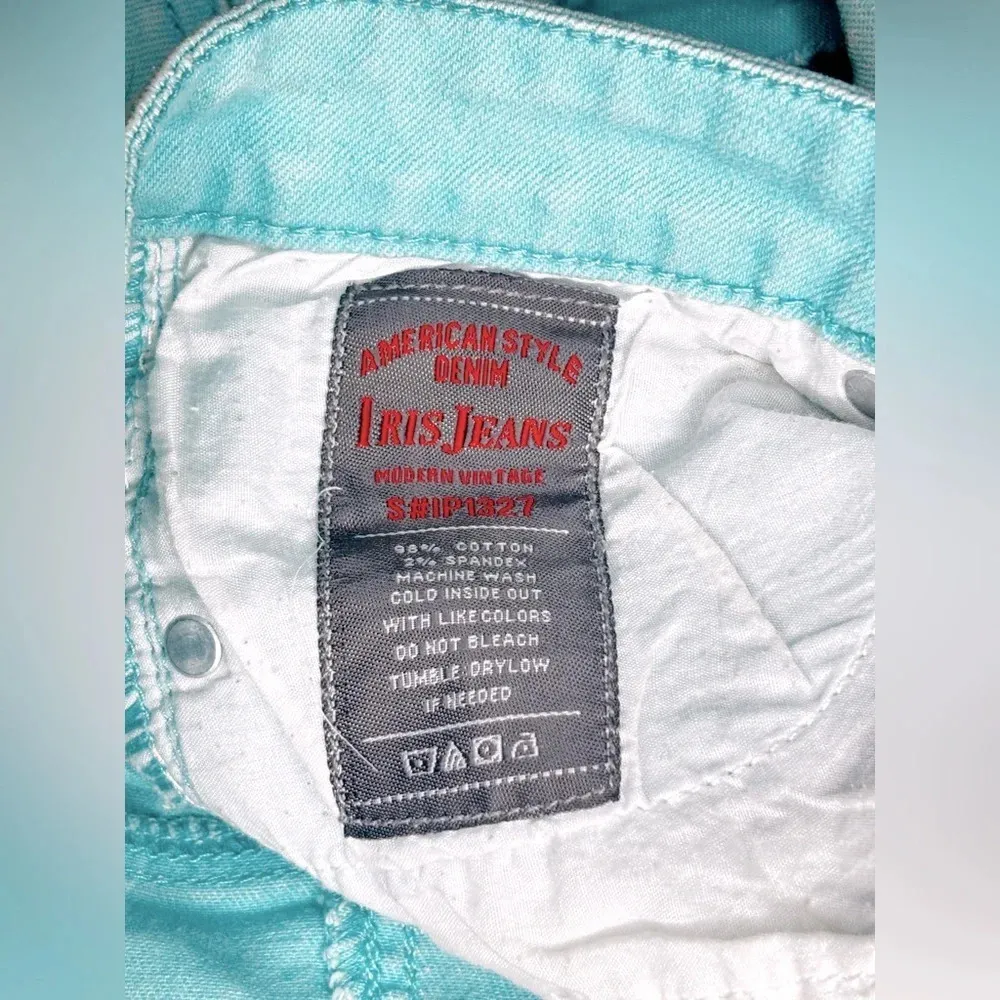 AMERICAN STYLE
DENIM
IRIS JEANS
MODERN VINTAGE
S#IP1327
98% COTTON
2% SPANDEX
MACHINE WASH
COLD INSIDE OUT
WITH LIKE COLORS
DO NOT BLEACH
TUMBLE DRYLOW
IF NEEDED